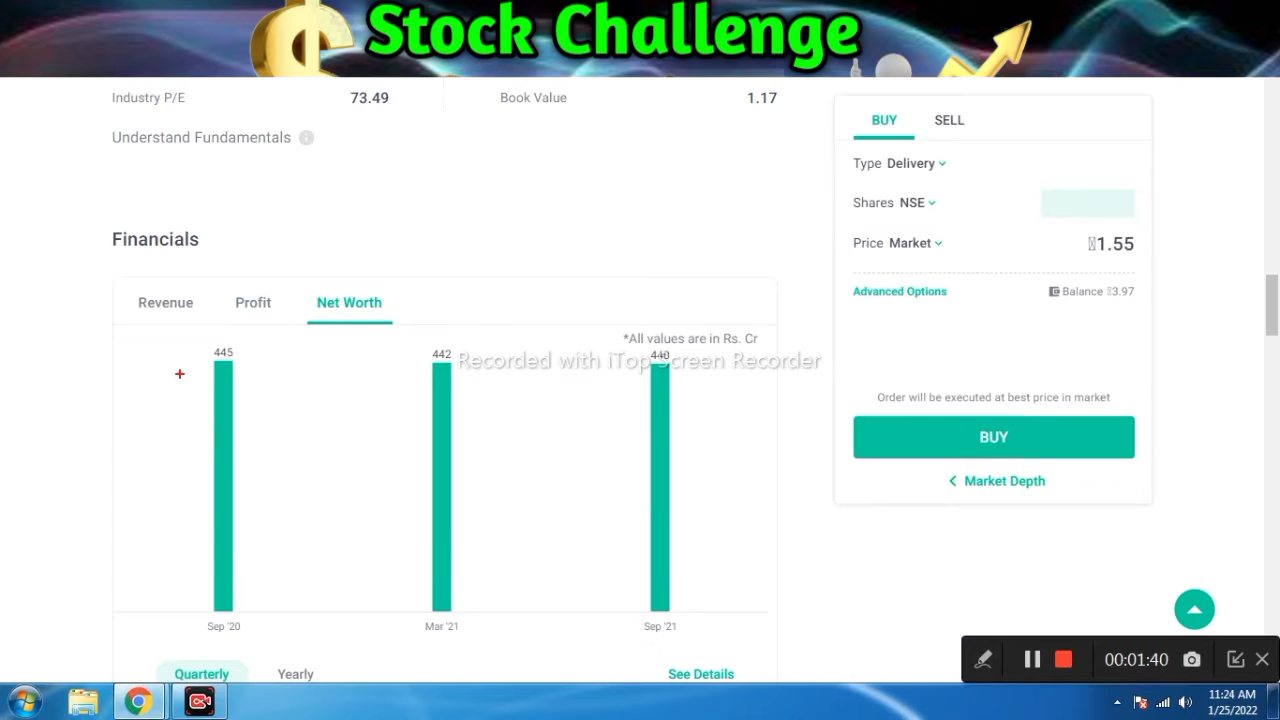 Stock Challenge
Industry P/E 73.49 Book Value 1.17
Understand Fundamentals
Financials
Revenue Profit Net Worth
*All values are in Rs. Cr
445 442 440
Recorded with iTop Screen Recorder
Sep '20 Mar '21 Sep '21
Quarterly Yearly See Details
BUY SELL
Type Delivery
Shares NSE
Price Market 1.55
Advanced Options Balance 3.97
Order will be executed at best price in market
BUY
Market Depth
00:01:40
11:24 AM
1/25/2022